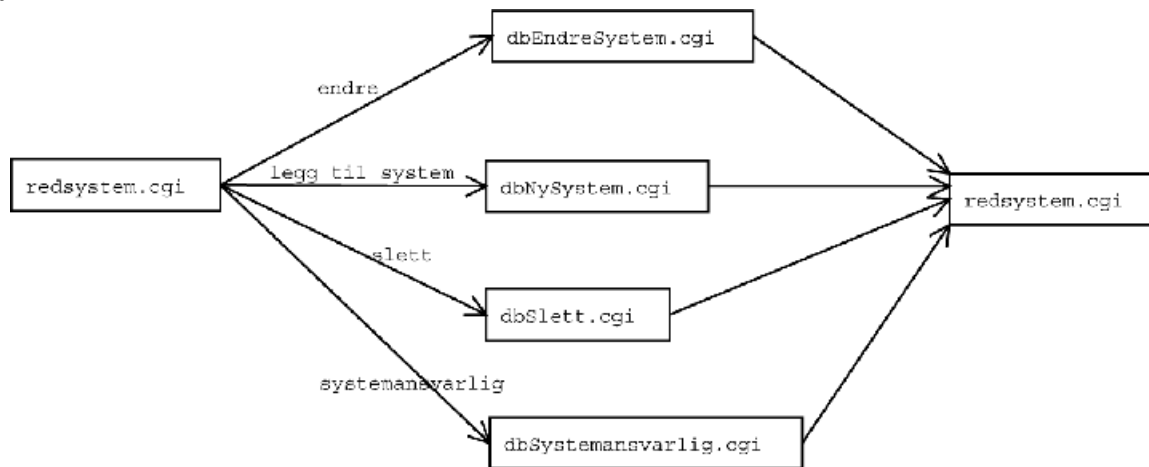 dbEndreSystem.cgi
endre
redsystem.cgi
legg til system
dbNySystem.cgi
redsystem.cgi
slett
dbSlett.cgi
systemansvarlig
dbSystemansvarlig.cgi